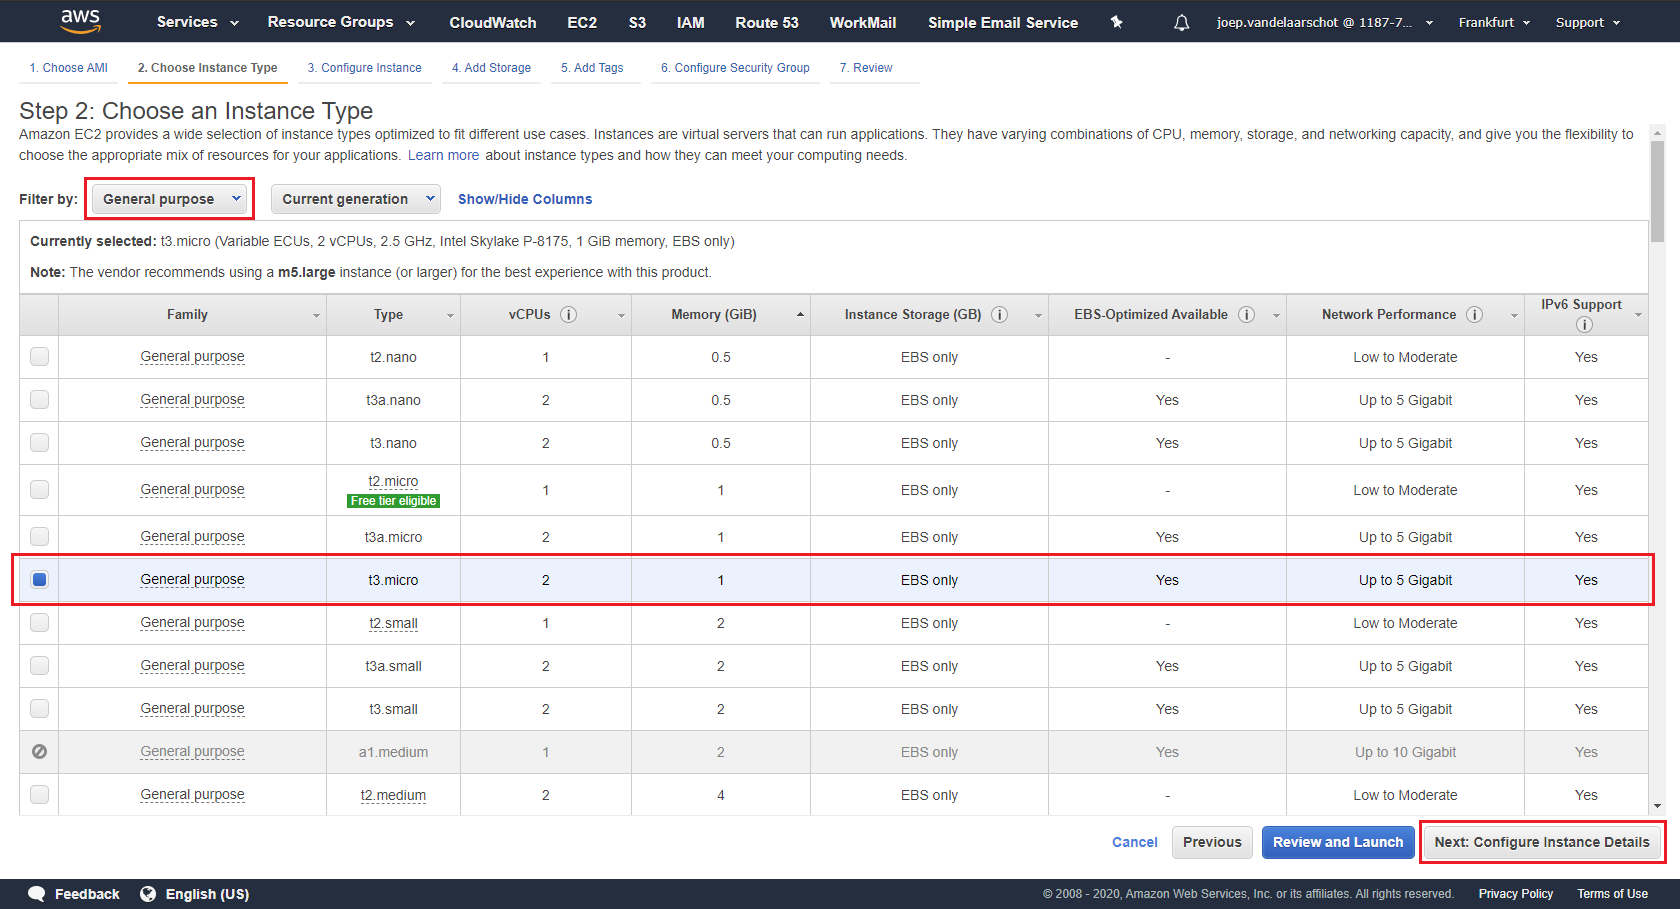 aws Services Resource Groups CloudWatch EC2 S3 IAM Route 53 WorkMail Simple Email Service joep.vandelaarschot @ 1187-7... Frankfurt Support
1. Choose AMI 2. Choose Instance Type 3. Configure Instance 4. Add Storage 5. Add Tags 6. Configure Security Group 7. Review
Step 2: Choose an Instance Type
Amazon EC2 provides a wide selection of instance types optimized to fit different use cases. Instances are virtual servers that can run applications. They have varying combinations of CPU, memory, storage, and networking capacity, and give you the flexibility to
choose the appropriate mix of resources for your applications. Learn more about instance types and how they can meet your computing needs.
Filter by: General purpose Current generation Show/Hide Columns
Currently selected: t3.micro (Variable ECUs, 2 vCPUs, 2.5 GHz, Intel Skylake P-8175, 1 GiB memory, EBS only)
Note: The vendor recommends using a m5.large instance (or larger) for the best experience with this product.
Family Type vCPUs Memory (GiB) Instance Storage (GB) EBS-Optimized Available Network Performance IPv6 Support
General purpose t2.nano 1 0.5 EBS only - Low to Moderate Yes
General purpose t3a.nano 2 0.5 EBS only Yes Up to 5 Gigabit Yes
General purpose t3.nano 2 0.5 EBS only Yes Up to 5 Gigabit Yes
General purpose t2.micro 1 1 EBS only - Low to Moderate Yes
Free tier eligible
General purpose t3a.micro 2 1 EBS only Yes Up to 5 Gigabit Yes
General purpose t3.micro 2 1 EBS only Yes Up to 5 Gigabit Yes
General purpose t2.small 1 2 EBS only - Low to Moderate Yes
General purpose t3a.small 2 2 EBS only Yes Up to 5 Gigabit Yes
General purpose t3.small 2 2 EBS only Yes Up to 5 Gigabit Yes
General purpose a1.medium 1 2 EBS only Yes Up to 10 Gigabit Yes
General purpose t2.medium 2 4 EBS only - Low to Moderate Yes
Cancel Previous Review and Launch Next: Configure Instance Details
Feedback English (US) © 2008 - 2020, Amazon Web Services, Inc. or its affiliates. All rights reserved. Privacy Policy Terms of Use